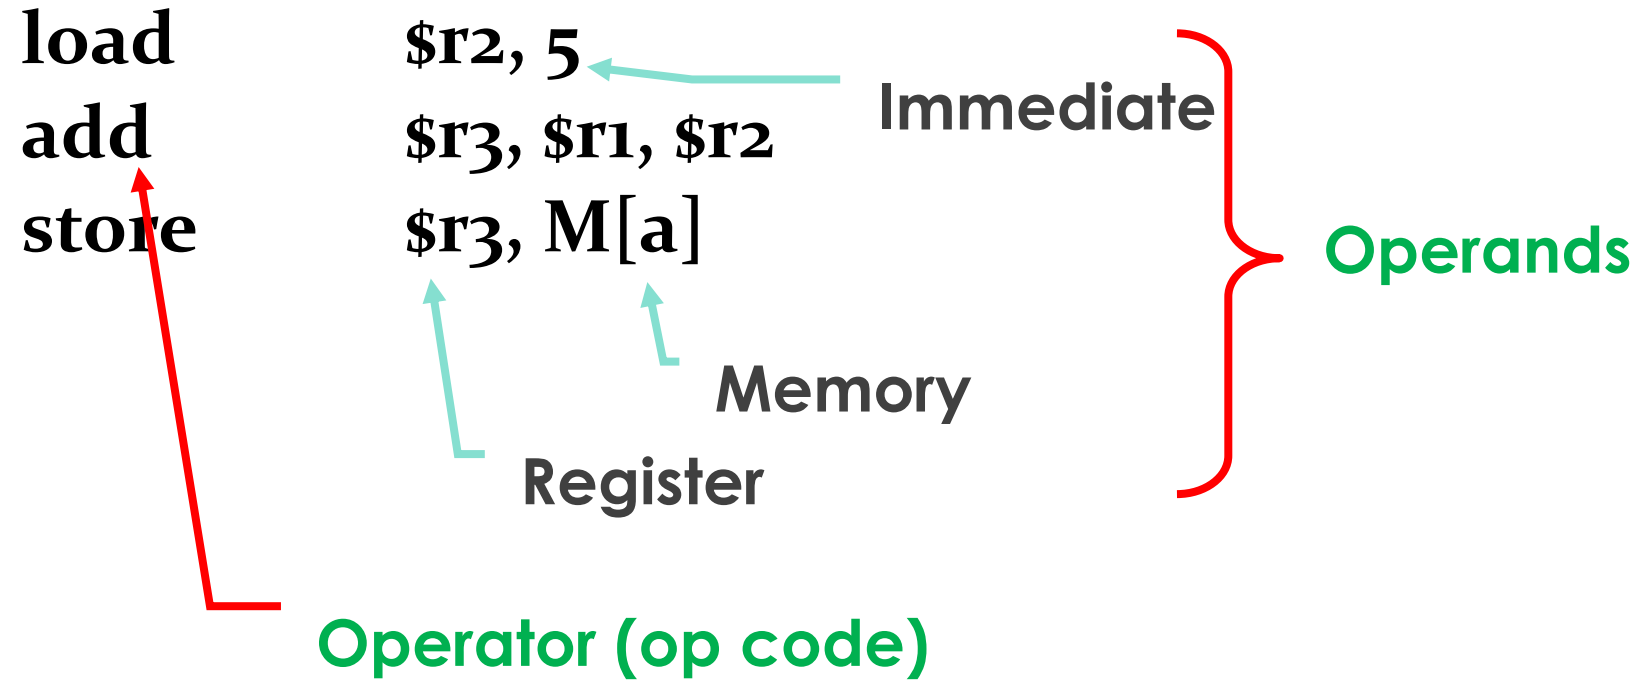 load $r2, 5
Immediate
add $r3, $r1, $r2
store $r3, M[a]
Operands
Memory
Register
Operator (op code)